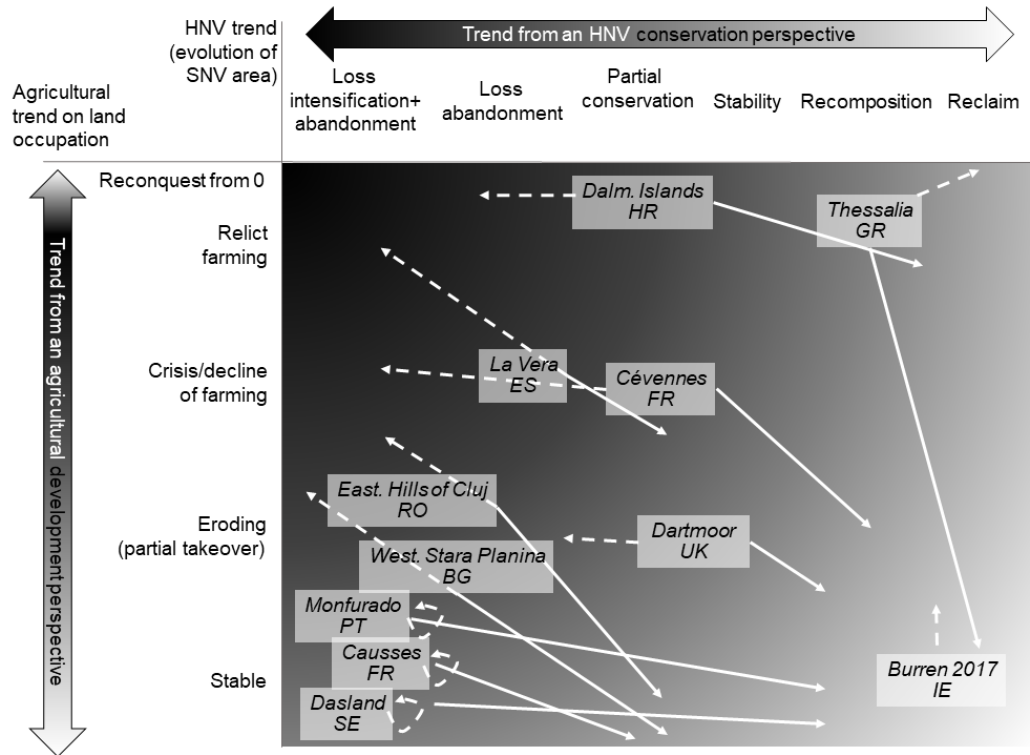 HNV trend
(evolution of
SNV area)
Trend from an HNV conservation perspective
Agricultural
trend on land
occupation
Loss
intensification+
abandonment
Loss
abandonment
Partial
conservation
Stability
Recomposition
Reclaim
Trend from an agricultural development perspective
Reconquest from 0
Relict
farming
Crisis/decline
of farming
Eroding
(partial takeover)
Stable
Dalm. Islands
HR
Thessalia
GR
La Vera
ES
Cévennes
FR
East. Hills of Cluj
RO
Dartmoor
UK
West. Stara Planina
BG
Monfurado
PT
Causses
FR
Burren 2017
IE
Dasland
SE